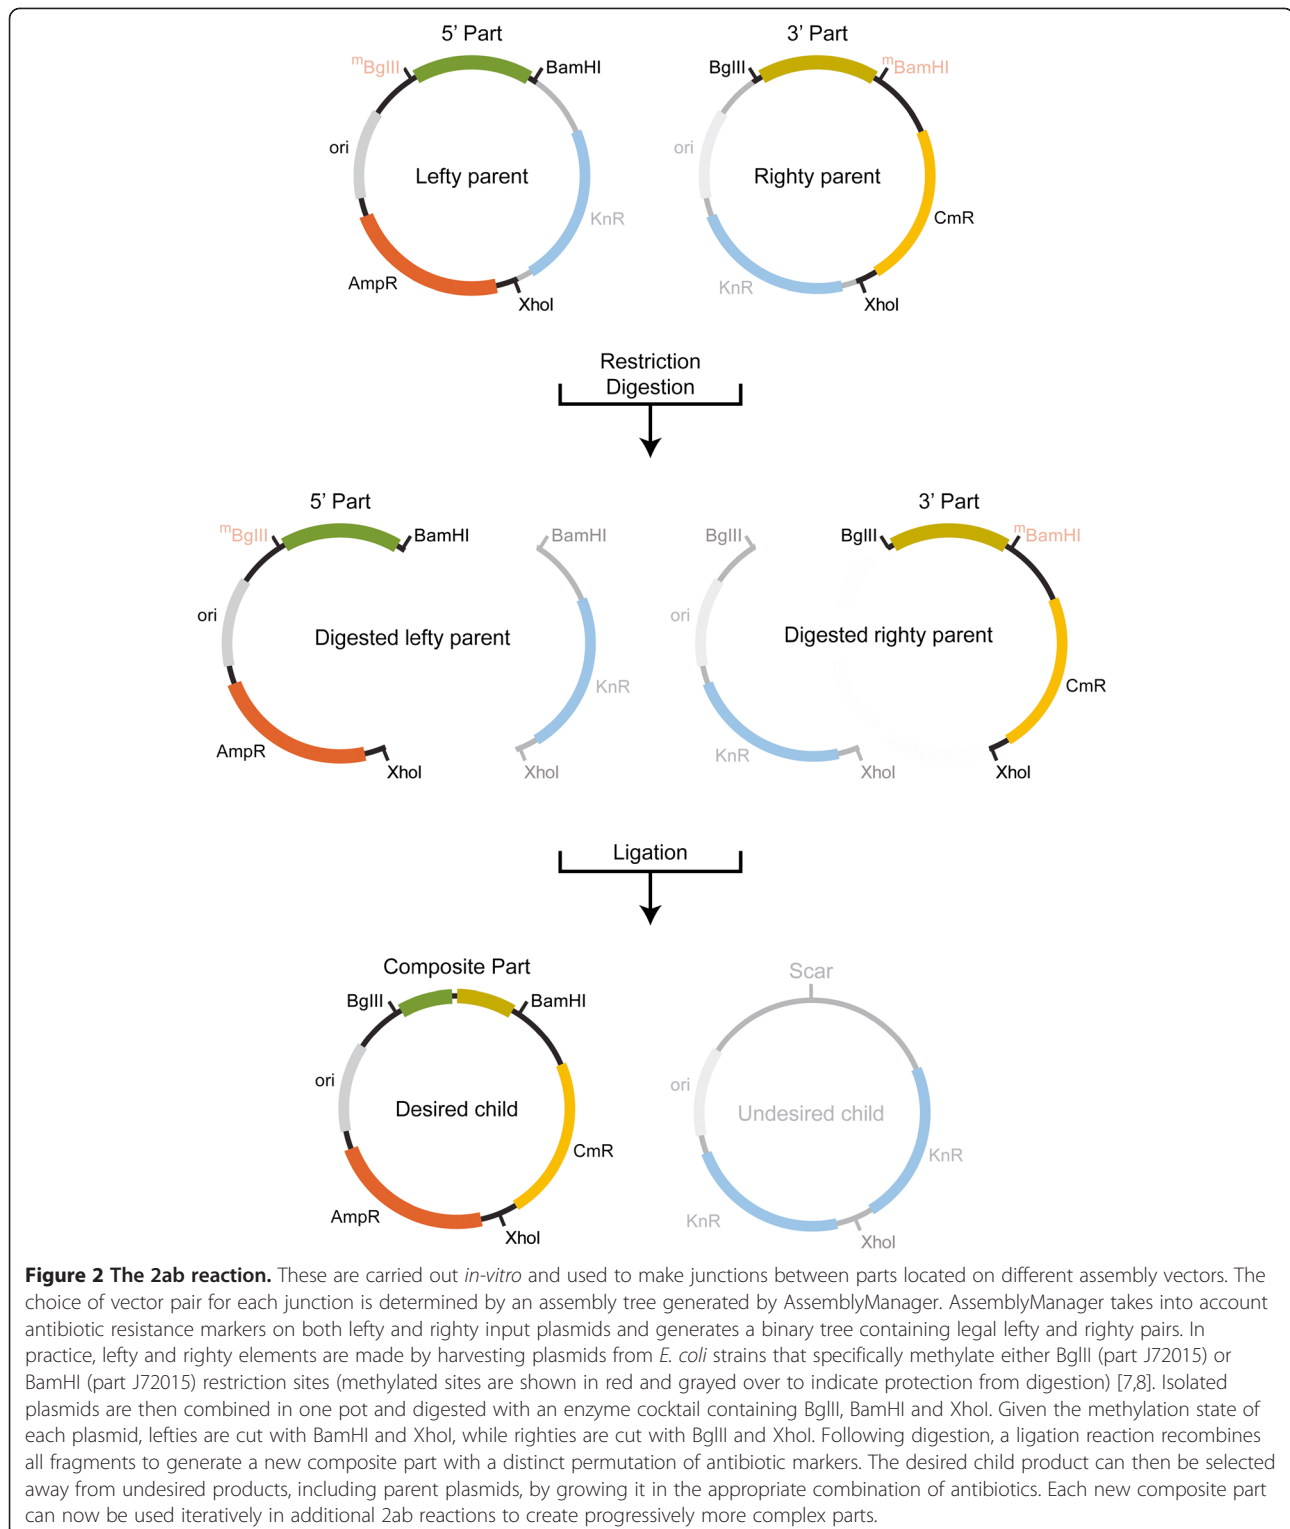 5’ Part
3’ Part
mBglII
BamHI
BglII
mBamHI
ori
Lefty parent
KnR
AmpR
XhoI
ori
Righty parent
CmR
KnR
XhoI
Restriction
Digestion
5’ Part
3’ Part
mBglII
BamHI
BamHI
BglII
BglII
mBamHI
ori
Digested lefty parent
KnR
AmpR
XhoI
XhoI
ori
Digested righty parent
CmR
KnR
XhoI
XhoI
Ligation
Composite Part
Scar
BglII
BamHI
ori
Desired child
CmR
AmpR
XhoI
ori
Undesired child
KnR
KnR
XhoI
Figure 2 The 2ab reaction. These are carried out in-vitro and used to make junctions between parts located on different assembly vectors. The
choice of vector pair for each junction is determined by an assembly tree generated by AssemblyManager. AssemblyManager takes into account
antibiotic resistance markers on both lefty and righty input plasmids and generates a binary tree containing legal lefty and righty pairs. In
practice, lefty and righty elements are made by harvesting plasmids from E. coli strains that specifically methylate either BglII (part J72015) or
BamHI (part J72015) restriction sites (methylated sites are shown in red and grayed over to indicate protection from digestion) [7,8]. Isolated
plasmids are then combined in one pot and digested with an enzyme cocktail containing BglII, BamHI and XhoI. Given the methylation state of
each plasmid, lefties are cut with BamHI and XhoI, while righties are cut with BglII and XhoI. Following digestion, a ligation reaction recombines
all fragments to generate a new composite part with a distinct permutation of antibiotic markers. The desired child product can then be selected
away from undesired products, including parent plasmids, by growing it in the appropriate combination of antibiotics. Each new composite part
can now be used iteratively in additional 2ab reactions to create progressively more complex parts.